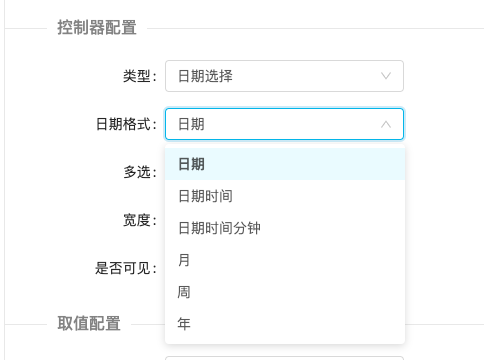 控制器配置
类型： 日期选择
日期格式： 日期
日期
多选：
日期时间
宽度：
日期时间分钟
是否可见：
月
周
取值配置
年